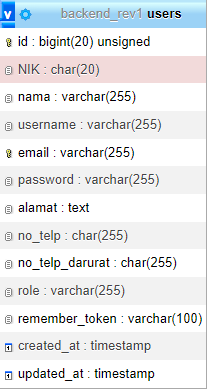 v backend_rev1 users
id : bigint(20) unsigned
NIK : char(20)
nama : varchar(255)
username : varchar(255)
email : varchar(255)
password : varchar(255)
alamat : text
no_telp : char(255)
no_telp_darurat : char(255)
role : varchar(255)
remember_token : varchar(100)
created_at : timestamp
updated_at : timestamp